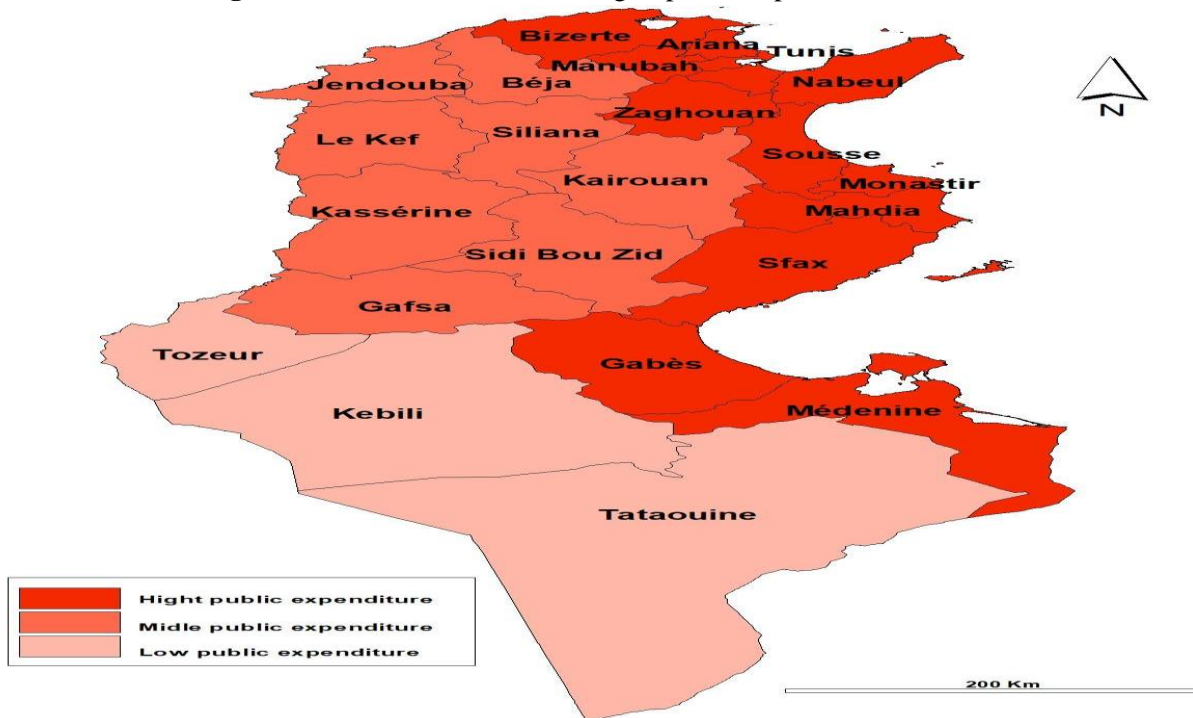 Bizerte
Ariana
Tunis
Manubah
Nabeul
Jendouba
Béja
Zaghouan
N
Le Kef
Siliana
Sousse
Kairouan
Monastir
Kassérine
Mahdia
Sidi Bou Zid
Sfax
Gafsa
Tozeur
Gabès
Kebili
Médenine
Tataouine
Hight public expenditure
Midle public expenditure
Low public expenditure
200 Km